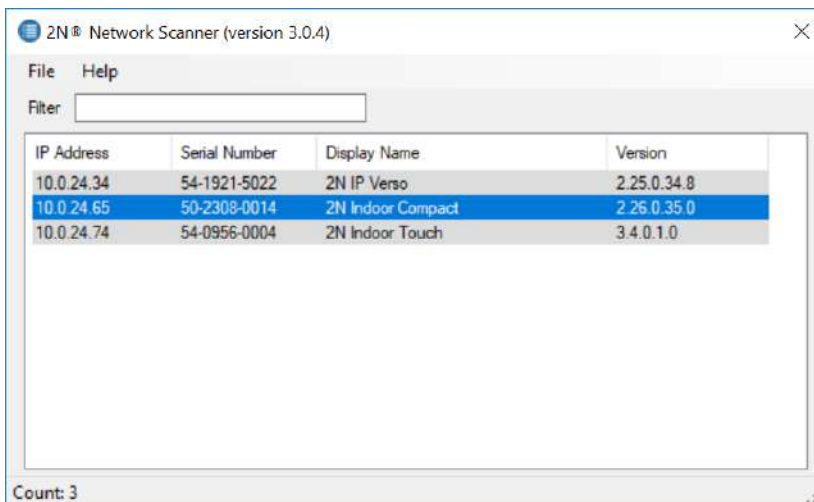 2N® Network Scanner (version 3.0.4)
File Help
Filter
IP Address Serial Number Display Name Version
10.0.24.34 54-1921-5022 2N IP Verso 2.25.0.34.8
10.0.24.65 50-2308-0014 2N Indoor Compact 2.26.0.35.0
10.0.24.74 54-0956-0004 2N Indoor Touch 3.4.0.1.0
Count: 3